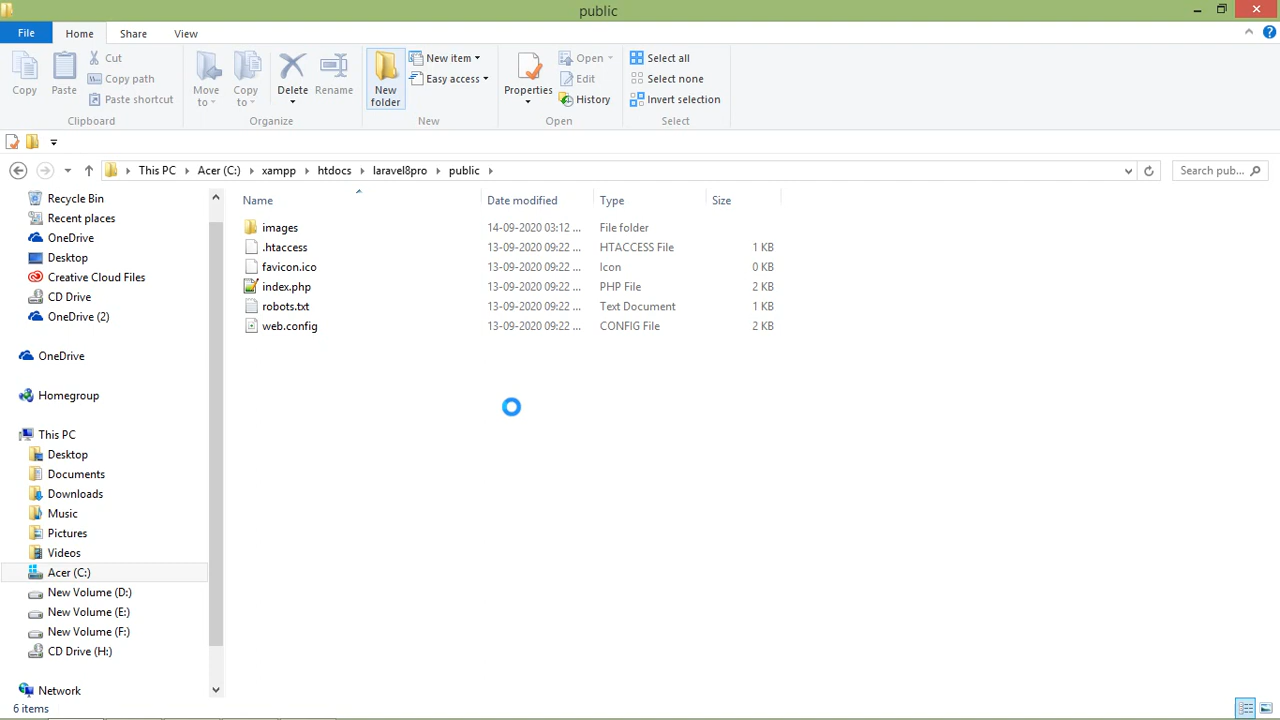 public
File Home Share View
Cut
Copy path
Paste shortcut
Copy Paste
Clipboard
Move to Copy to Delete Rename
Organize
New folder
New item
Easy access
New
Properties
Open
Edit
History
Open
Select all
Select none
Invert selection
Select
This PC Acer (C:) xampp htdocs laravel8pro public Search pub...
Name Date modified Type Size
images 14-09-2020 03:12 ... File folder
.htaccess 13-09-2020 09:22 ... HTACCESS File 1 KB
favicon.ico 13-09-2020 09:22 ... Icon 0 KB
index.php 13-09-2020 09:22 ... PHP File 2 KB
robots.txt 13-09-2020 09:22 ... Text Document 1 KB
web.config 13-09-2020 09:22 ... CONFIG File 2 KB
Recycle Bin
Recent places
OneDrive
Desktop
Creative Cloud Files
CD Drive
OneDrive (2)
OneDrive
Homegroup
This PC
Desktop
Documents
Downloads
Music
Pictures
Videos
Acer (C:)
New Volume (D:)
New Volume (E:)
New Volume (F:)
CD Drive (H:)
Network
6 items